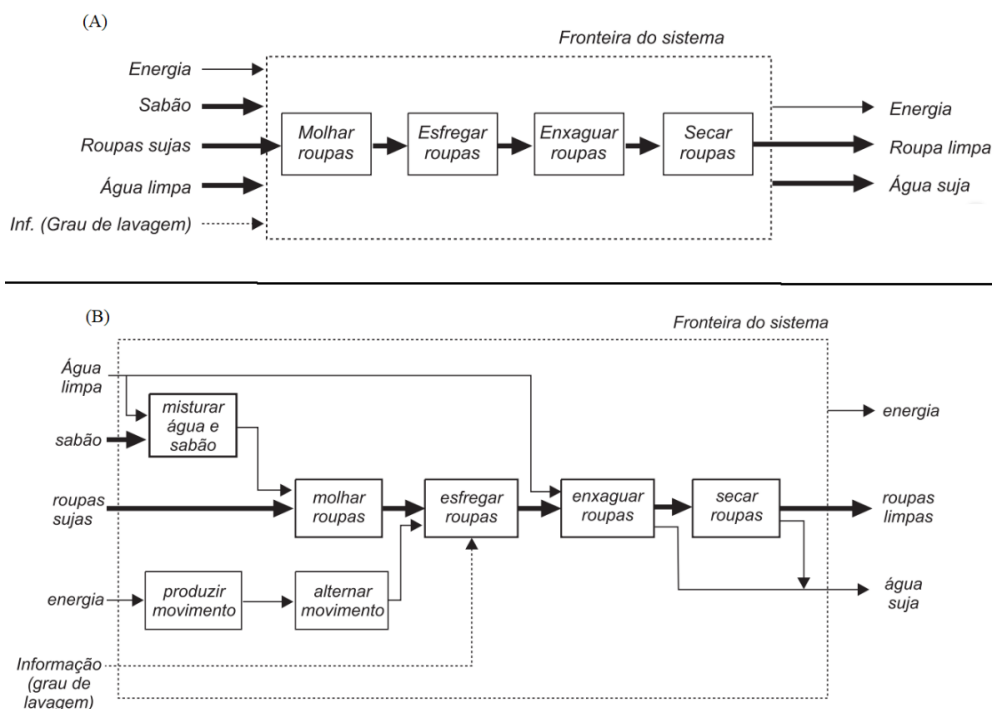 (A)
Fronteira do sistema
Energia
Sabão
Roupas sujas
Água limpa
Inf. (Grau de lavagem)
Molhar
roupas
Esfregar
roupas
Enxaguar
roupas
Secar
roupas
Energia
Roupa limpa
Água suja
(B)
Fronteira do sistema
Água
limpa
sabão
misturar
água e
sabão
energia
roupas
sujas
molhar
roupas
esfregar
roupas
enxaguar
roupas
secar
roupas
roupas
limpas
energia
produzir
movimento
alternar
movimento
água
suja
Informação
(grau de
lavagem)